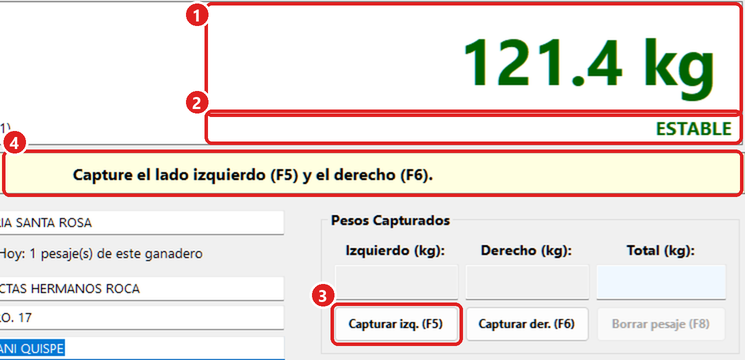 1
121.4 kg
2
ESTABLE
1)
4
Capture el lado izquierdo (F5) y el derecho (F6).
IA SANTA ROSA
Pesos Capturados
Hoy: 1 pesaje(s) de este ganadero
Izquierdo (kg): Derecho (kg): Total (kg):
CTAS HERMANOS ROCA
3
O. 17
Capturar izq. (F5) Capturar der. (F6) Borrar pesaje (F8)
ANI QUISPE